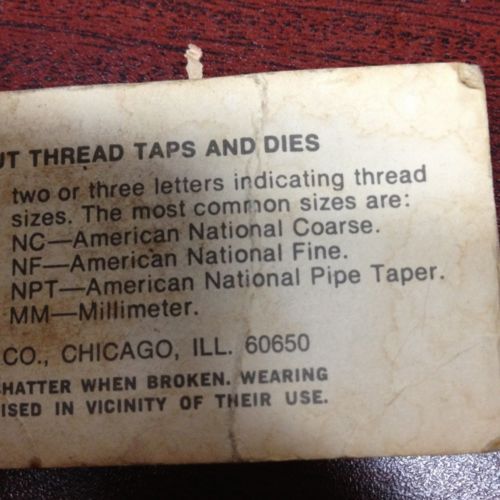 UT THREAD TAPS AND DIES
two or three letters indicating thread
sizes. The most common sizes are:
NC—American National Coarse.
NF—American National Fine.
NPT—American National Pipe Taper.
MM—Millimeter.
CO., CHICAGO, ILL. 60650
HATTER WHEN BROKEN. WEARING
ISED IN VICINITY OF THEIR USE.